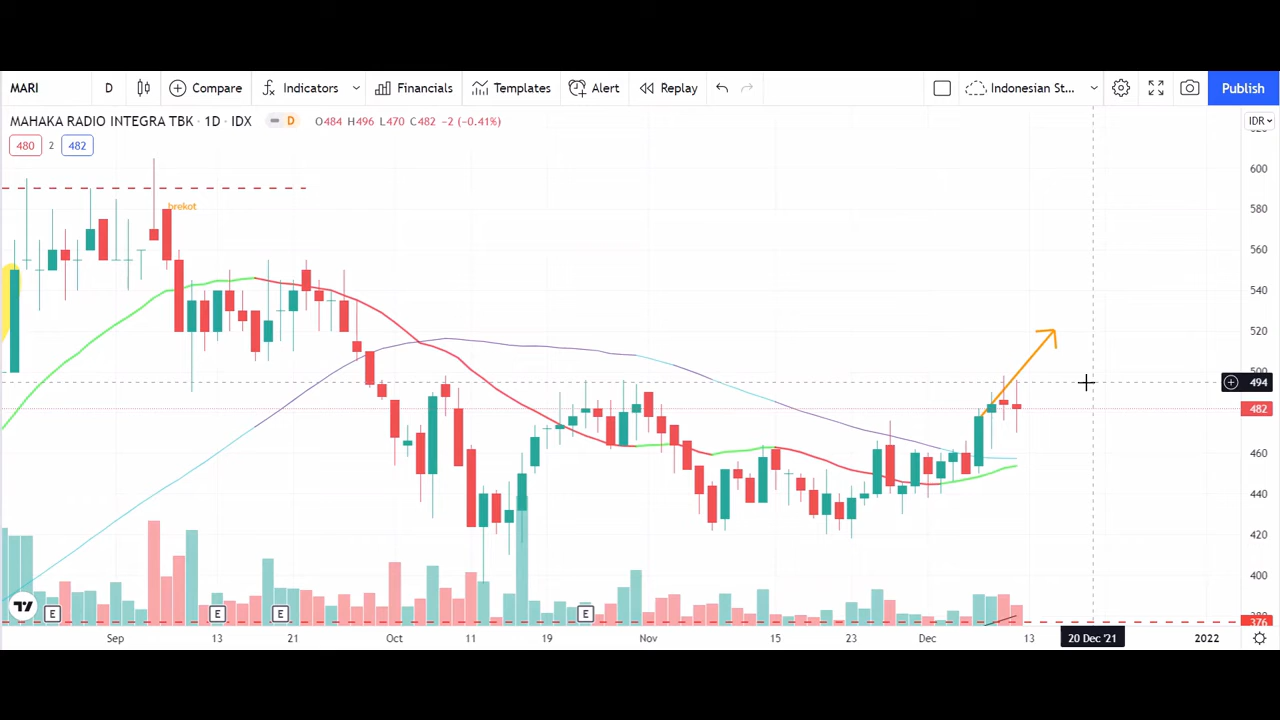 MARI D Compare Indicators Financials Templates Alert Replay Indonesian St... Publish
MAHAKA RADIO INTEGRA TBK · 1D · IDX D O484 H496 L470 C482 −2 (−0.41%) IDR
480 2 482
600
brekot
580
560
540
520
500
494
482
460
440
420
400
E E E E
376
Sep 13 21 Oct 11 19 Nov 15 23 Dec 13 20 Dec '21 2022